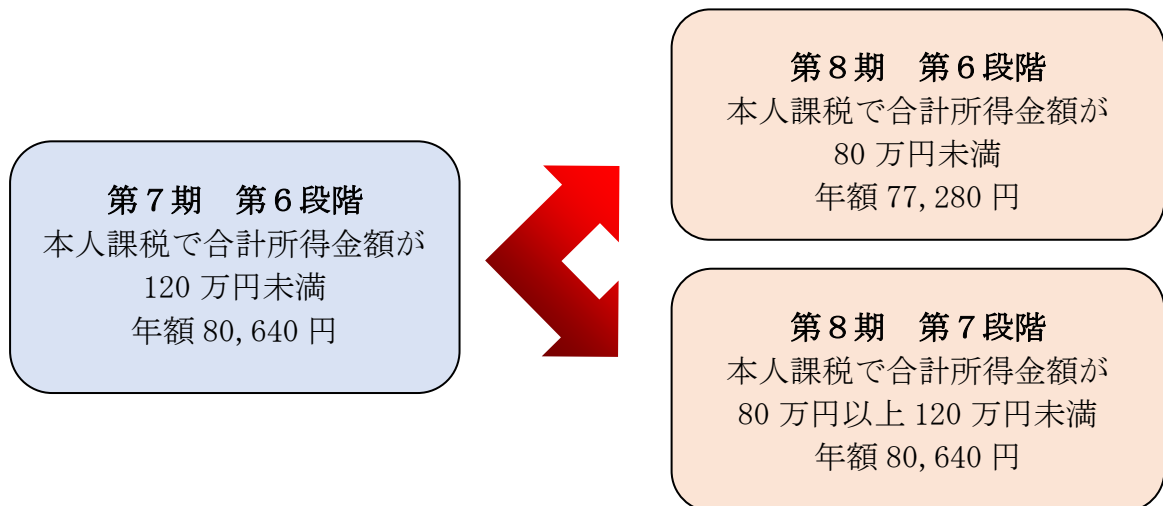 第７期　第６段階
本人課税で合計所得金額が
120 万円未満
年額 80,640 円
第８期　第６段階
本人課税で合計所得金額が
80 万円未満
年額 77,280 円
第８期　第７段階
本人課税で合計所得金額が
80 万円以上 120 万円未満
年額 80,640 円